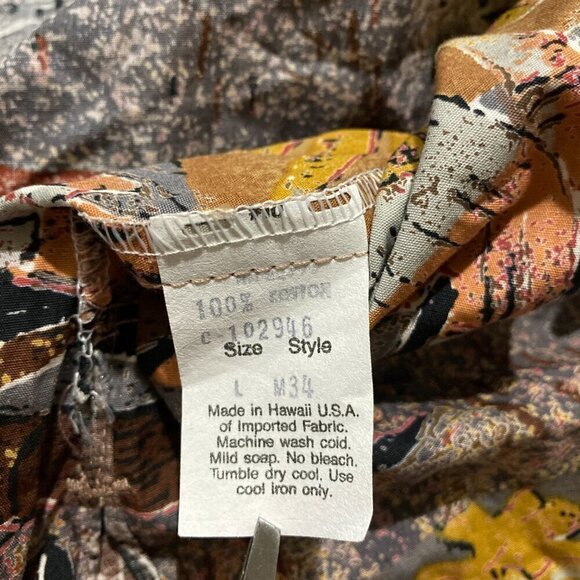 100% KOTTON
C 102946
Size Style
L M34
Made in Hawaii U.S.A.
of Imported Fabric.
Machine wash cold.
Mild soap. No bleach.
Tumble dry cool. Use
cool iron only.